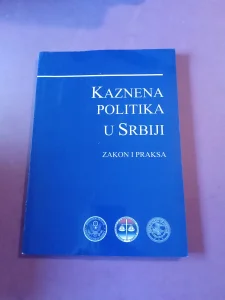 KAZNENA
POLITIKA
U SRBIJI
ZAKON I PRAKSA